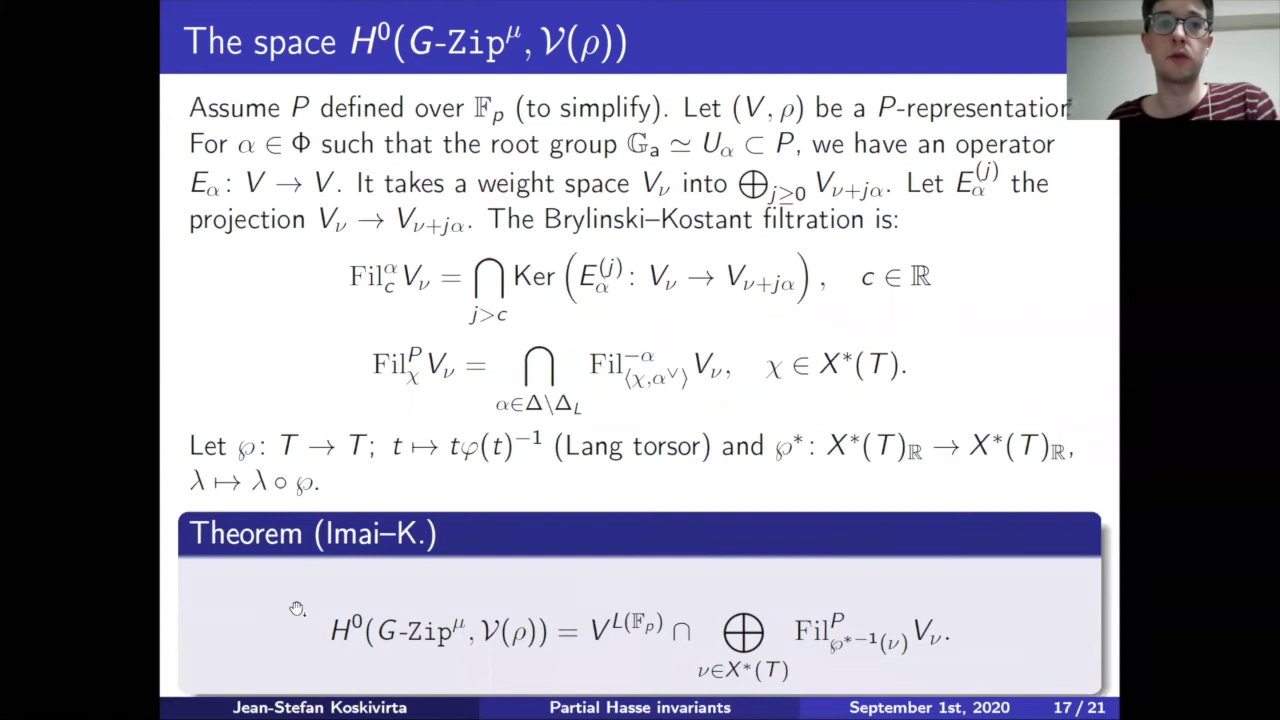 The space H⁰(G-Zip^μ, 𝒱(ρ))
Assume P defined over 𝔽_p (to simplify). Let (V, ρ) be a P-representation
For α ∈ Φ such that the root group 𝔾_a ≃ U_α ⊂ P, we have an operator
E_α: V → V. It takes a weight space V_ν into ⊕_{j≥0} V_{ν+jα}. Let E_α^{(j)} the
projection V_ν → V_{ν+jα}. The Brylinski–Kostant filtration is:
Fil_c^α V_ν = ⋂_{j>c} Ker (E_α^{(j)}: V_ν → V_{ν+jα}), c ∈ ℝ
Fil_χ^P V_ν = ⋂_{α∈Δ\Δ_L} Fil_{⟨χ,α^∨⟩}^{−α} V_ν, χ ∈ X*(T).
Let ℘: T → T; t ↦ tφ(t)^{−1} (Lang torsor) and ℘*: X*(T)_ℝ → X*(T)_ℝ,
λ ↦ λ ∘ ℘.
Theorem (Imai–K.)
H⁰(G-Zip^μ, 𝒱(ρ)) = V^{L(𝔽_p)} ∩ ⊕_{ν∈X*(T)} Fil_{℘*^{−1}(ν)}^P V_ν.
Jean-Stefan Koskivirta Partial Hasse invariants September 1st, 2020 17 / 21